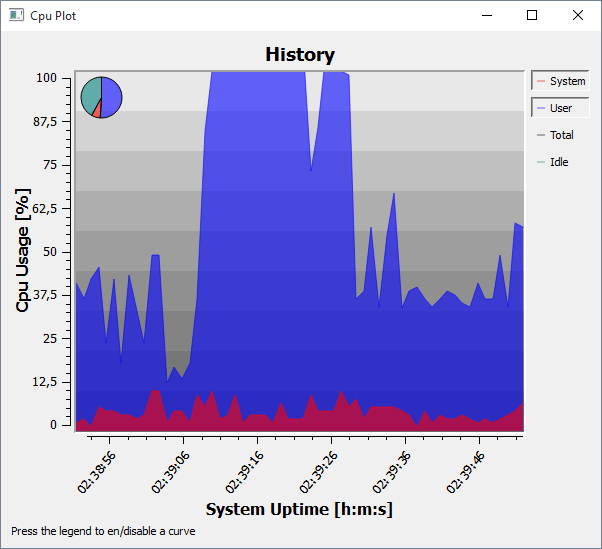 Cpu Plot
History
System
User
Total
Idle
Cpu Usage [%]
100
87,5
75
62,5
50
37,5
25
12,5
0
02:38:56
02:39:06
02:39:16
02:39:26
02:39:36
02:39:46
System Uptime [h:m:s]
Press the legend to en/disable a curve